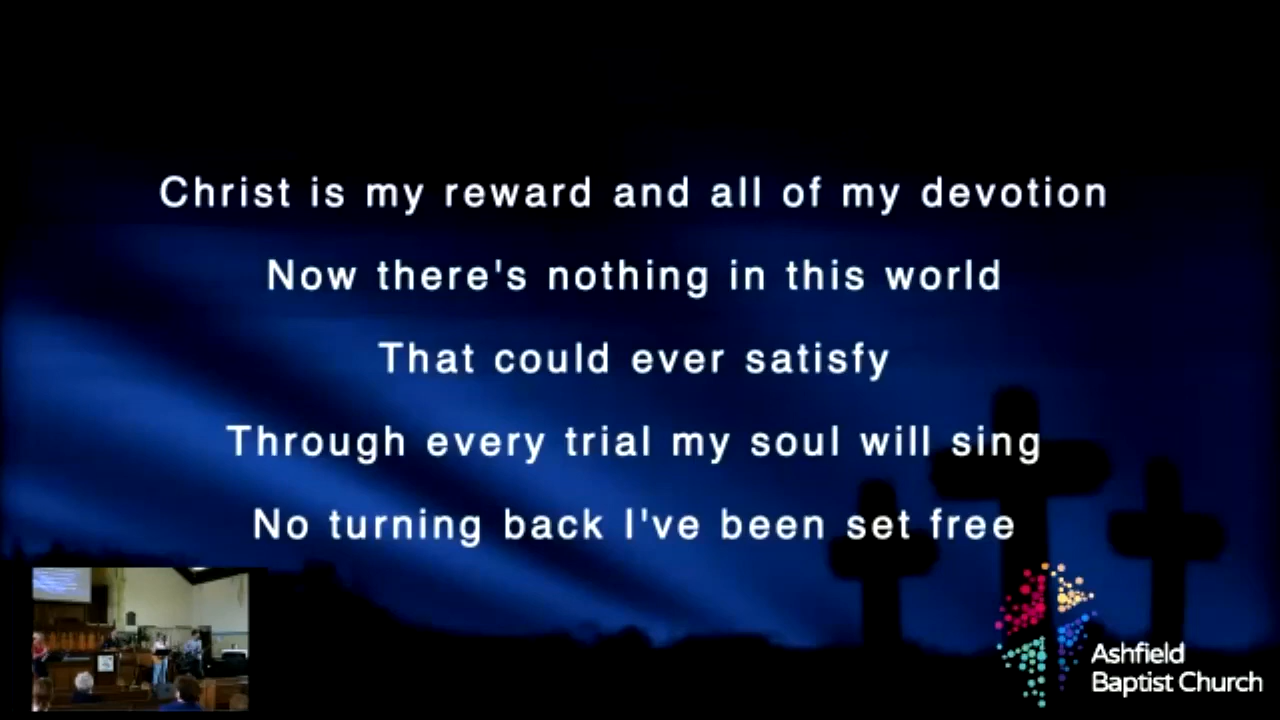 Christ is my reward and all of my devotion
Now there's nothing in this world
That could ever satisfy
Through every trial my soul will sing
No turning back I've been set free
Ashfield
Baptist Church